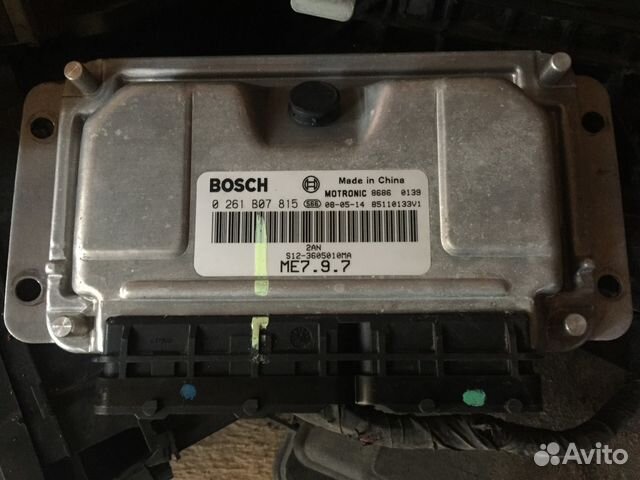 BOSCH Made in China
MOTRONIC 8686 0139
0 261 B07 815 SBB 08-05-14 85110133V1
2AN
S12-3605010MA
ME7.9.7
Avito